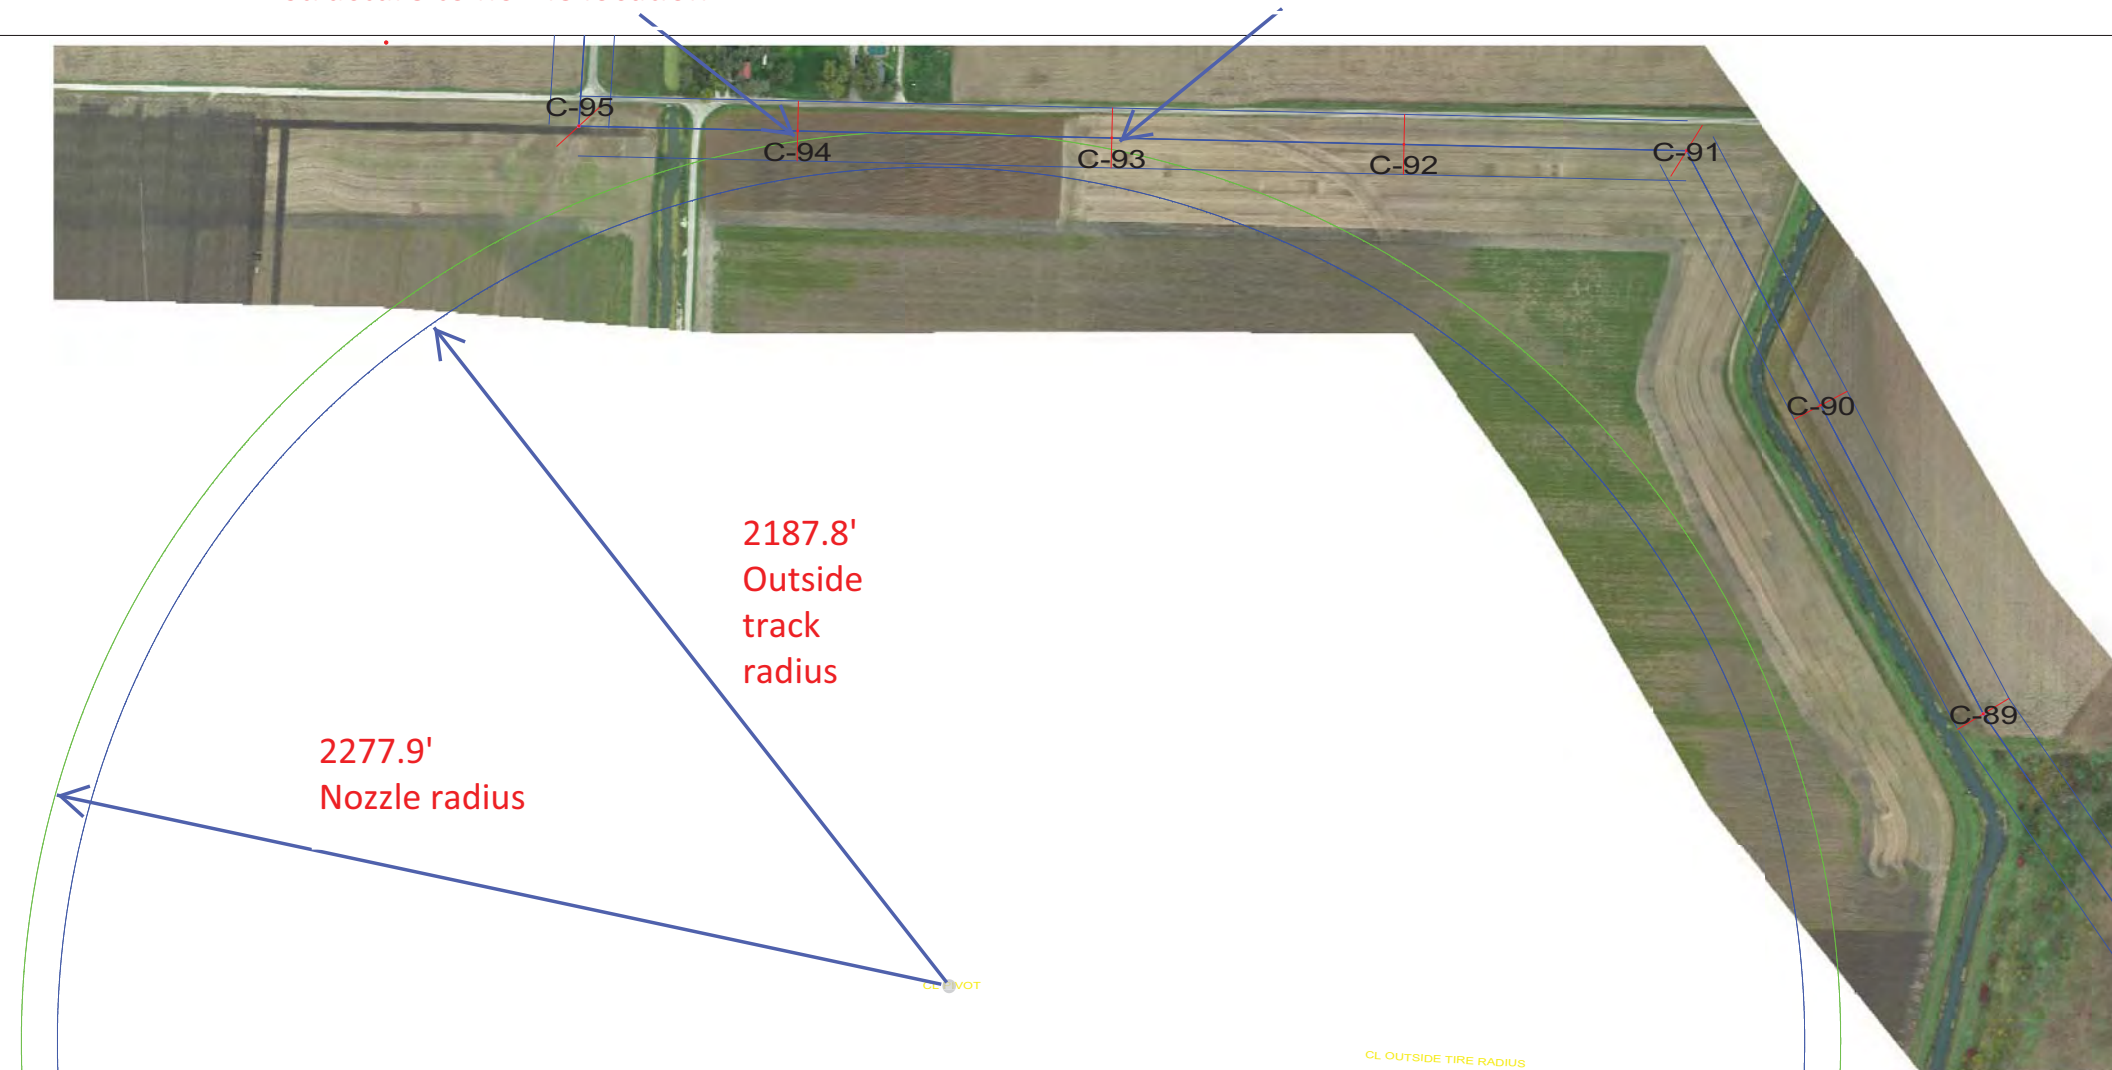 C-95
C-94
C-93
C-92
C-91
C-90
C-89
2187.8'
Outside
track
radius
2277.9'
Nozzle radius
CL OUTSIDE TIRE RADIUS